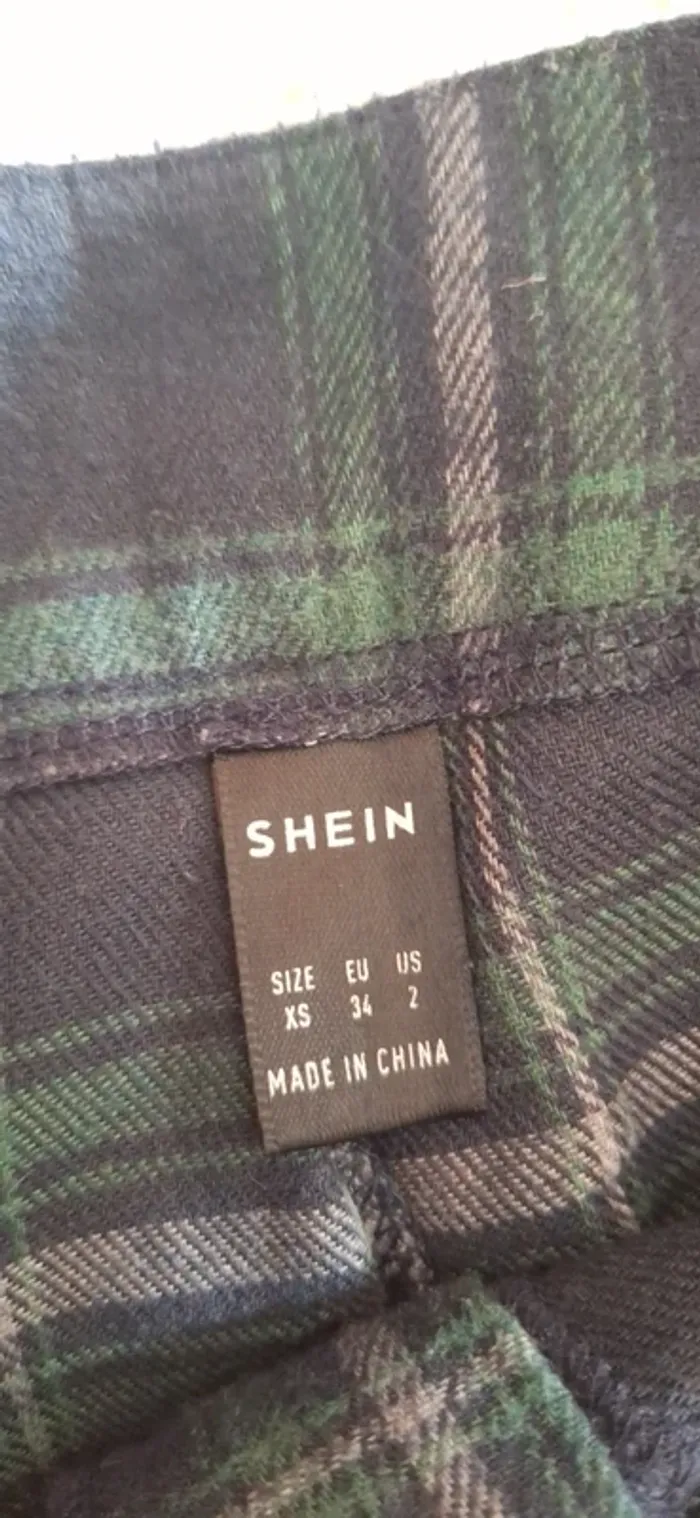 SHEIN
SIZE EU US
XS 34 2
MADE IN CHINA